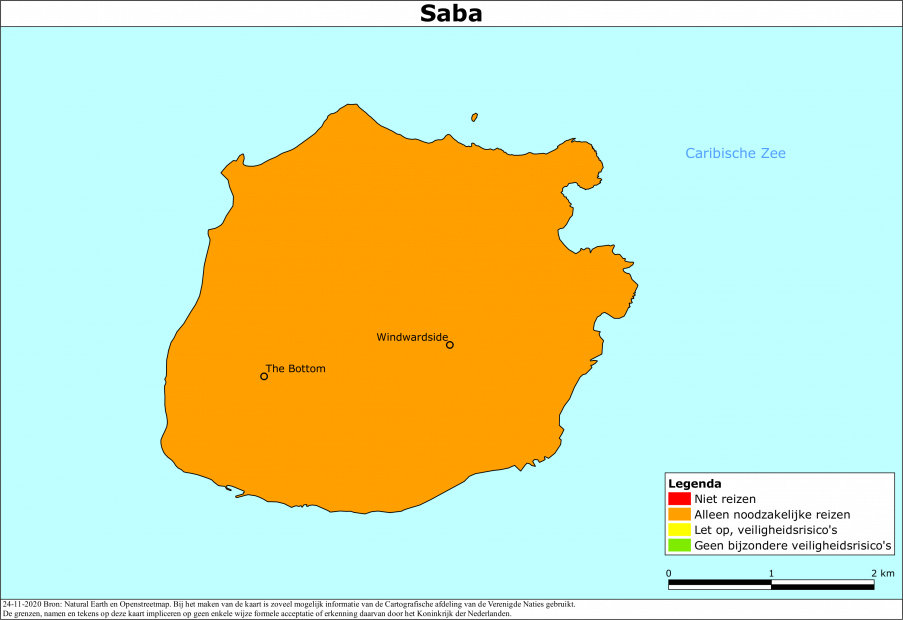 Saba
Caribische Zee
Windwardside
The Bottom
Legenda
Niet reizen
Alleen noodzakelijke reizen
Let op, veiligheidsrisico's
Geen bijzondere veiligheidsrisico's
0 1 2 km
24-11-2020 Bron: Natural Earth en Openstreetmap. Bij het maken van de kaart is zoveel mogelijk informatie van de Cartografische afdeling van de Verenigde Naties gebruikt.
De grenzen, namen en tekens op deze kaart impliceren op geen enkele wijze formele acceptatie of erkenning daarvan door het Koninkrijk der Nederlanden.